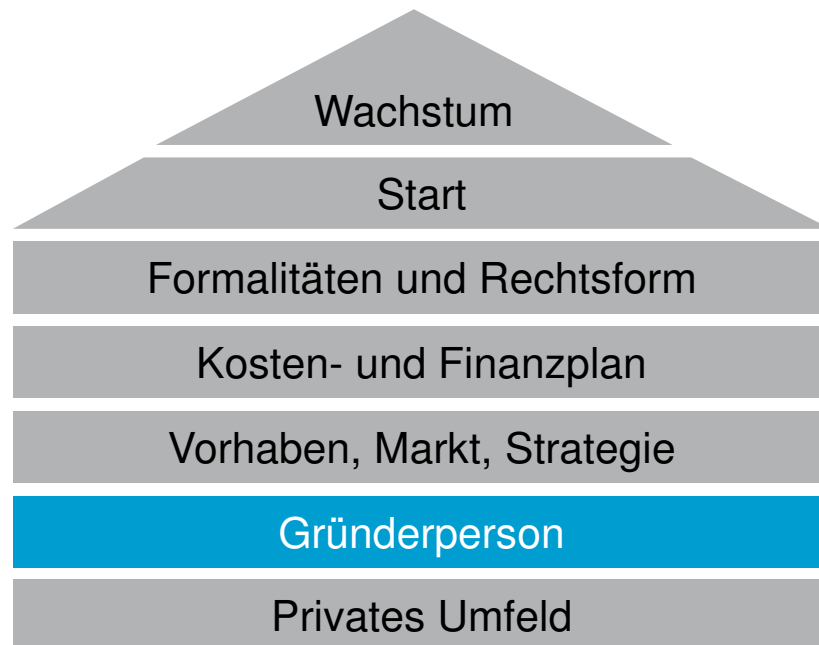 Wachstum
Start
Formalitäten und Rechtsform
Kosten- und Finanzplan
Vorhaben, Markt, Strategie
Gründerperson
Privates Umfeld